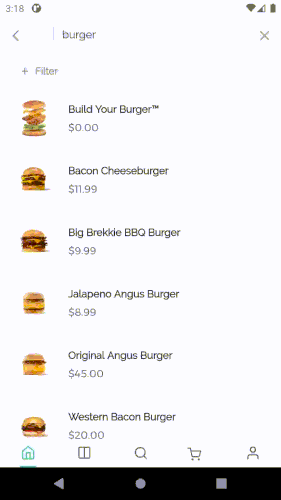 3:18
burger
+ Filter
Build Your Burger™
$0.00
Bacon Cheeseburger
$11.99
Big Brekkie BBQ Burger
$9.99
Jalapeno Angus Burger
$8.99
Original Angus Burger
$45.00
Western Bacon Burger
$20.00